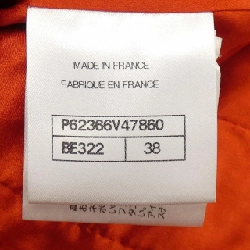 MADE IN FRANCE
FABRIQUE EN FRANCE
P62366V47860
BE322 38